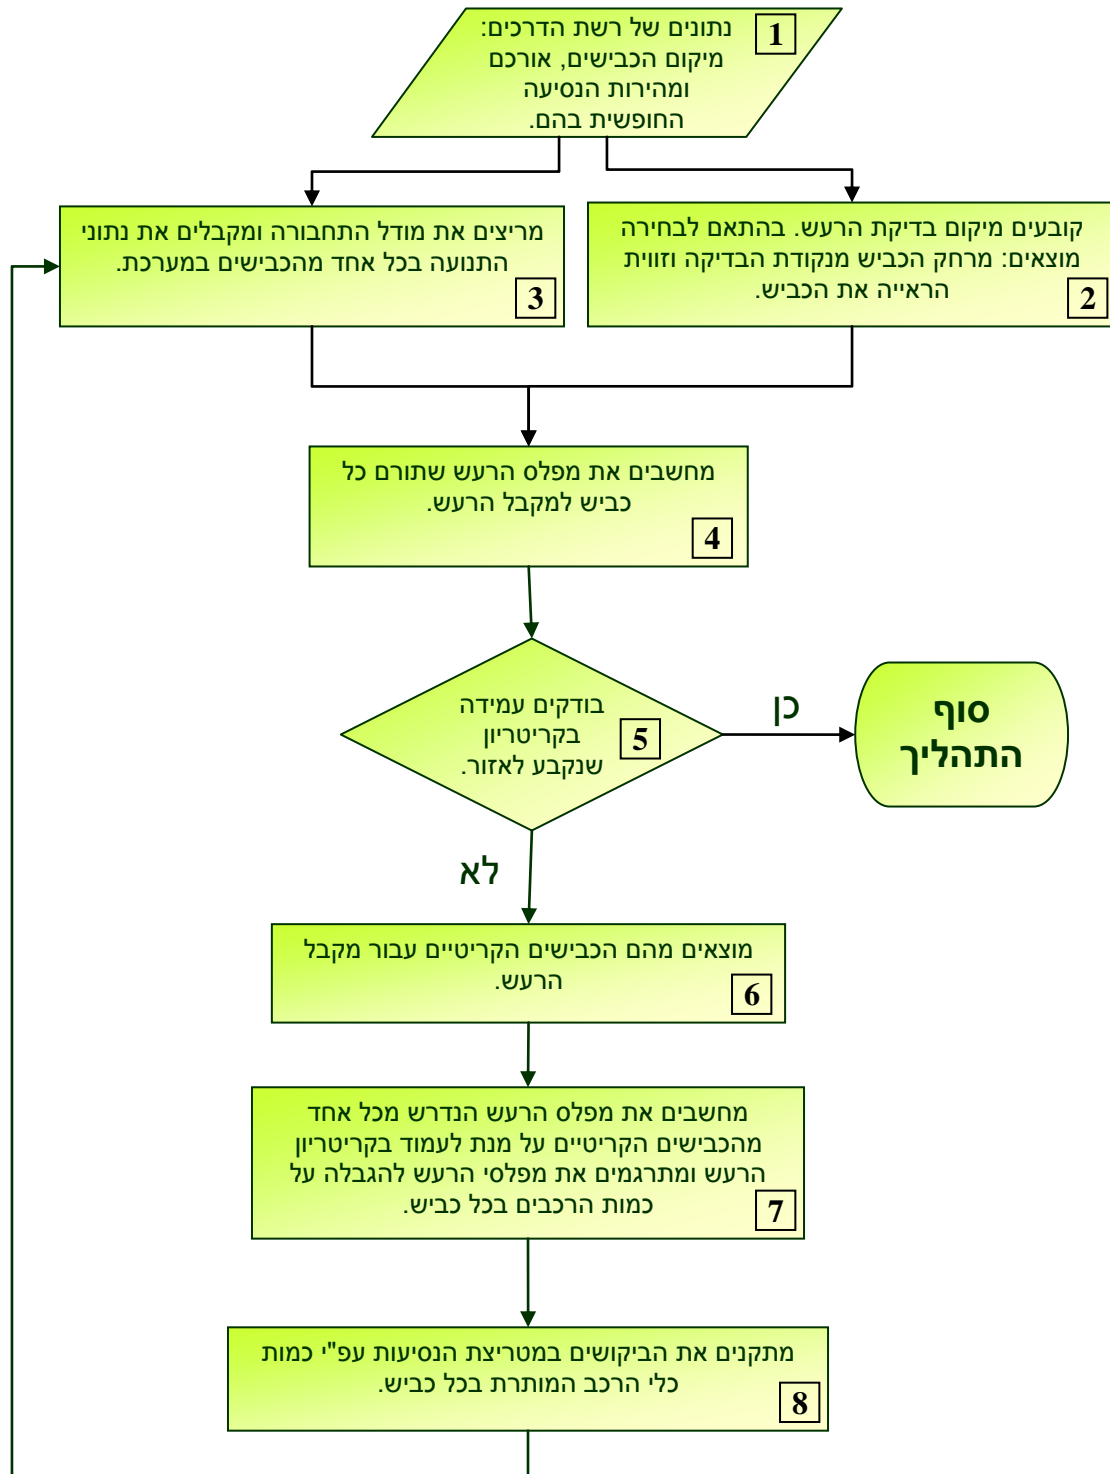 נתונים של רשת הדרכים:
מיקום הכבישים, אורכם
ומהירות הנסיעה
החופשית בהם.
1
קובעים מיקום בדיקת הרעש. בהתאם לבחירה
מוצאים: מרחק הכביש מנקודת הבדיקה וזווית
הראייה את הכביש.
2
מריצים את מודל התחבורה ומקבלים את נתוני
התנועה בכל אחד מהכבישים במערכת.
3
מחשבים את מפלס הרעש שתורם כל
כביש למקבל הרעש.
4
בודקים עמידה
בקריטריון
שנקבע לאזור.
5
כן
סוף
התהליך
לא
מוצאים מהם הכבישים הקריטיים עבור מקבל
הרעש.
6
מחשבים את מפלס הרעש הנדרש מכל אחד
מהכבישים הקריטיים על מנת לעמוד בקריטריון
הרעש ומתרגמים את מפלסי הרעש להגבלה על
כמות הרכבים בכל כביש.
7
מתקנים את הביקושים במטריצת הנסיעות עפ"י כמות
כלי הרכב המותרת בכל כביש.
8